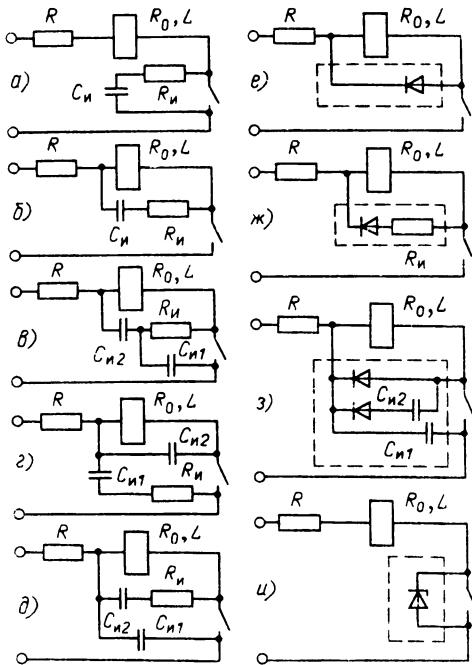 R R₀, L
а) Cи Rи
R R₀, L
б) Cи Rи
R R₀, L
в) Rи
Cи2 Cи1
R R₀, L
г) Cи2
Cи1 Rи
R R₀, L
д) Rи
Cи2 Cи1
R R₀, L
е)
R R₀, L
ж)
Rи
R R₀, L
з) Cи2
Cи1
R R₀, L
и)